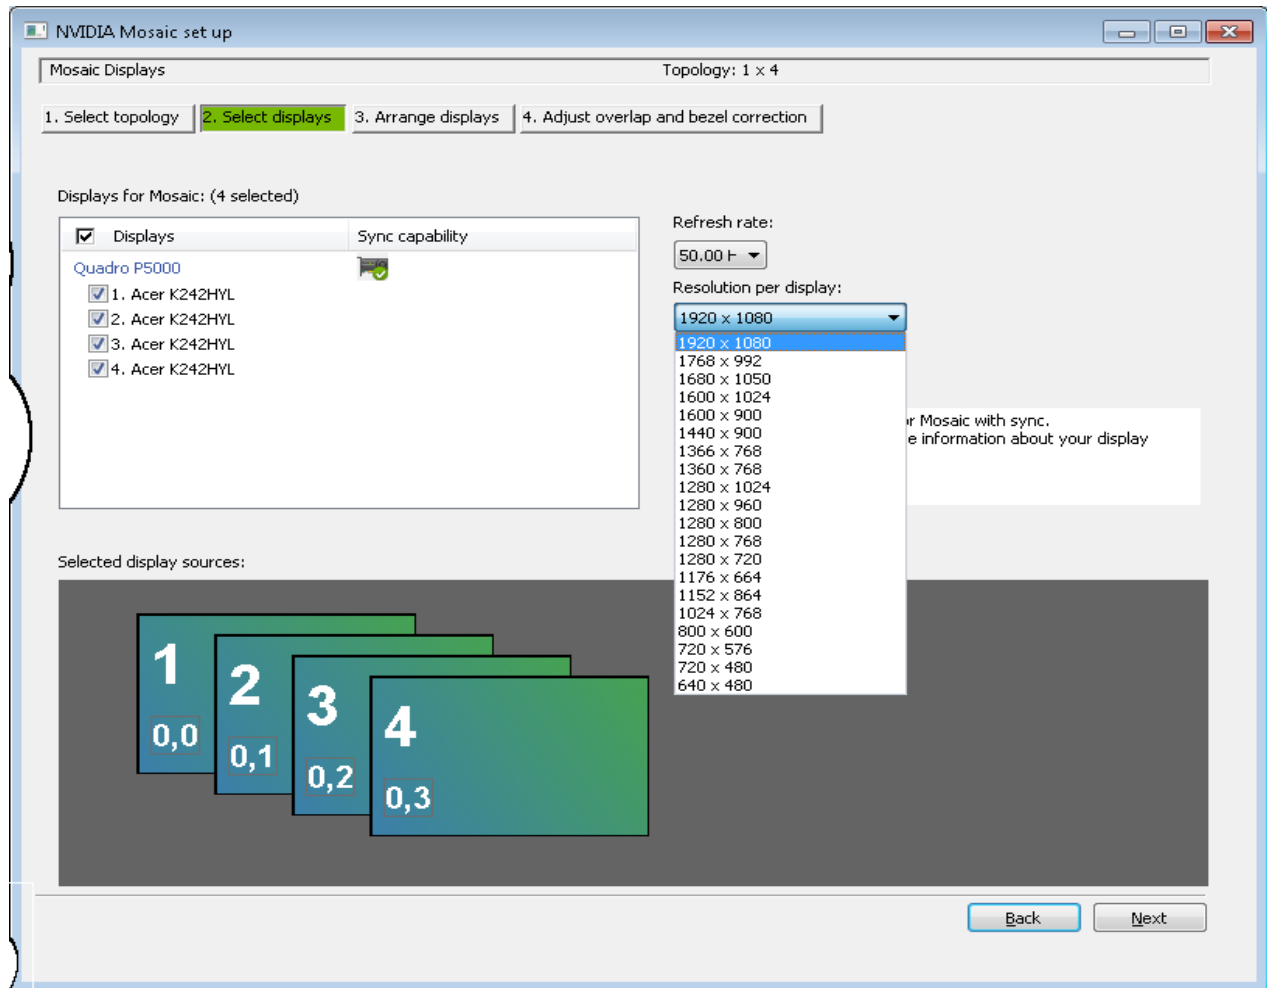 NVIDIA Mosaic set up
Mosaic Displays Topology: 1 x 4
1. Select topology 2. Select displays 3. Arrange displays 4. Adjust overlap and bezel correction
Displays for Mosaic: (4 selected)
Displays Sync capability
Quadro P5000
1. Acer K242HYL
2. Acer K242HYL
3. Acer K242HYL
4. Acer K242HYL
Refresh rate:
50.00
Resolution per display:
1920 x 1080
1920 x 1080
1768 x 992
1680 x 1050
1600 x 1024
1600 x 900
1440 x 900
1366 x 768
1360 x 768
1280 x 1024
1280 x 960
1280 x 800
1280 x 768
1280 x 720
1176 x 664
1152 x 864
1024 x 768
800 x 600
720 x 576
720 x 480
640 x 480
r Mosaic with sync.
e information about your display
Selected display sources:
1
0,0
2
0,1
3
0,2
4
0,3
Back Next